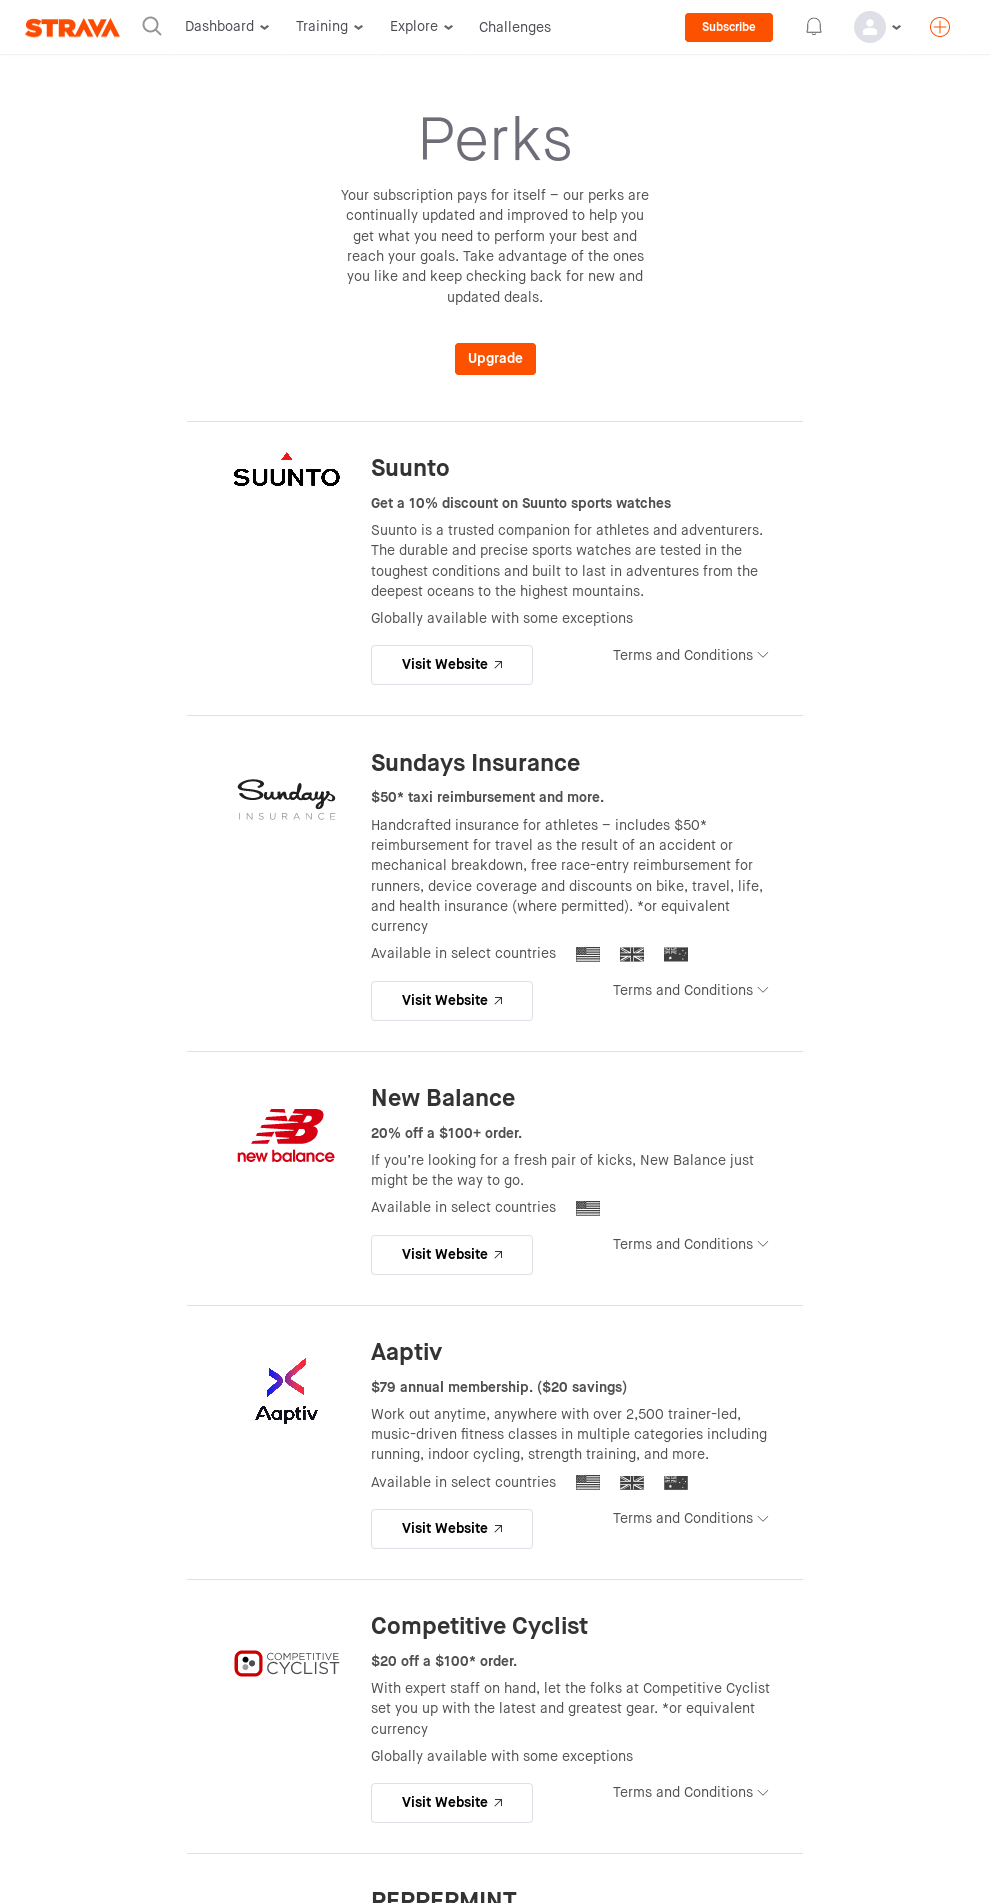 STRAVA Dashboard Training Explore Challenges Subscribe
Perks
Your subscription pays for itself – our perks are
continually updated and improved to help you
get what you need to perform your best and
reach your goals. Take advantage of the ones
you like and keep checking back for new and
updated deals.
Upgrade
SUUNTO
Suunto
Get a 10% discount on Suunto sports watches
Suunto is a trusted companion for athletes and adventurers.
The durable and precise sports watches are tested in the
toughest conditions and built to last in adventures from the
deepest oceans to the highest mountains.
Globally available with some exceptions
Visit Website
Terms and Conditions
Sundays
INSURANCE
Sundays Insurance
$50* taxi reimbursement and more.
Handcrafted insurance for athletes – includes $50*
reimbursement for travel as the result of an accident or
mechanical breakdown, free race-entry reimbursement for
runners, device coverage and discounts on bike, travel, life,
and health insurance (where permitted). *or equivalent
currency
Available in select countries
Visit Website
Terms and Conditions
NB
new balance
New Balance
20% off a $100+ order.
If you're looking for a fresh pair of kicks, New Balance just
might be the way to go.
Available in select countries
Visit Website
Terms and Conditions
Aaptiv
Aaptiv
$79 annual membership. ($20 savings)
Work out anytime, anywhere with over 2,500 trainer-led,
music-driven fitness classes in multiple categories including
running, indoor cycling, strength training, and more.
Available in select countries
Visit Website
Terms and Conditions
COMPETITIVE
CYCLIST
Competitive Cyclist
$20 off a $100* order.
With expert staff on hand, let the folks at Competitive Cyclist
set you up with the latest and greatest gear. *or equivalent
currency
Globally available with some exceptions
Visit Website
Terms and Conditions
PEPPERMINT